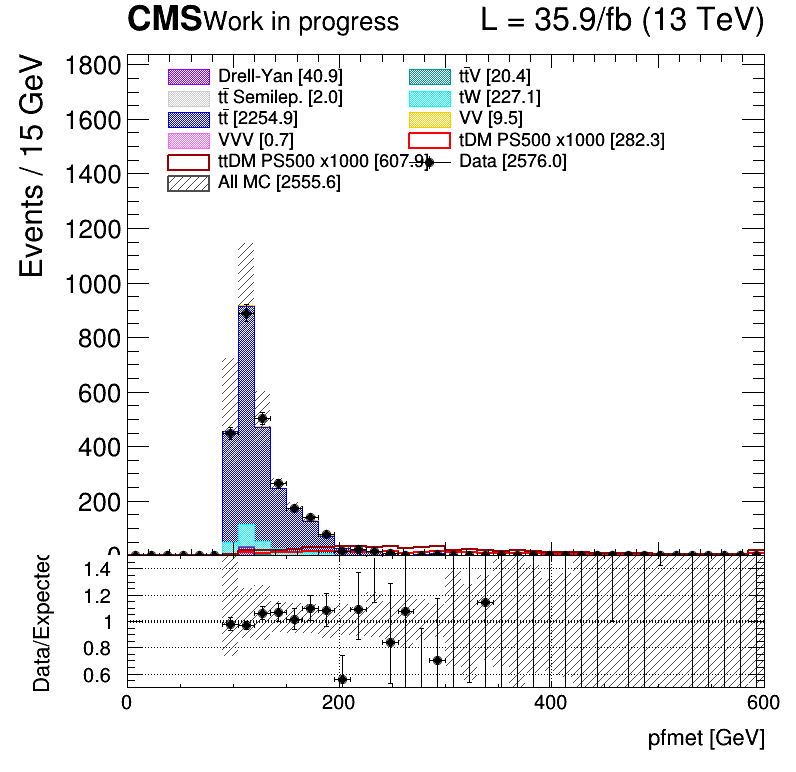 CMS Work in progress L = 35.9/fb (13 TeV)
Events / 15 GeV
1800
1600
1400
1200
1000
800
600
400
200
0
Drell-Yan [40.9] tt̄V [20.4]
tt̄ Semilep. [2.0] tW [227.1]
tt̄ [2254.9] VV [9.5]
VVV [0.7] tDM PS500 x1000 [282.3]
ttDM PS500 x1000 [607.9] Data [2576.0]
All MC [2555.6]
Data/Expected
1.4
1.2
1
0.8
0.6
0 200 400 600
pfmet [GeV]